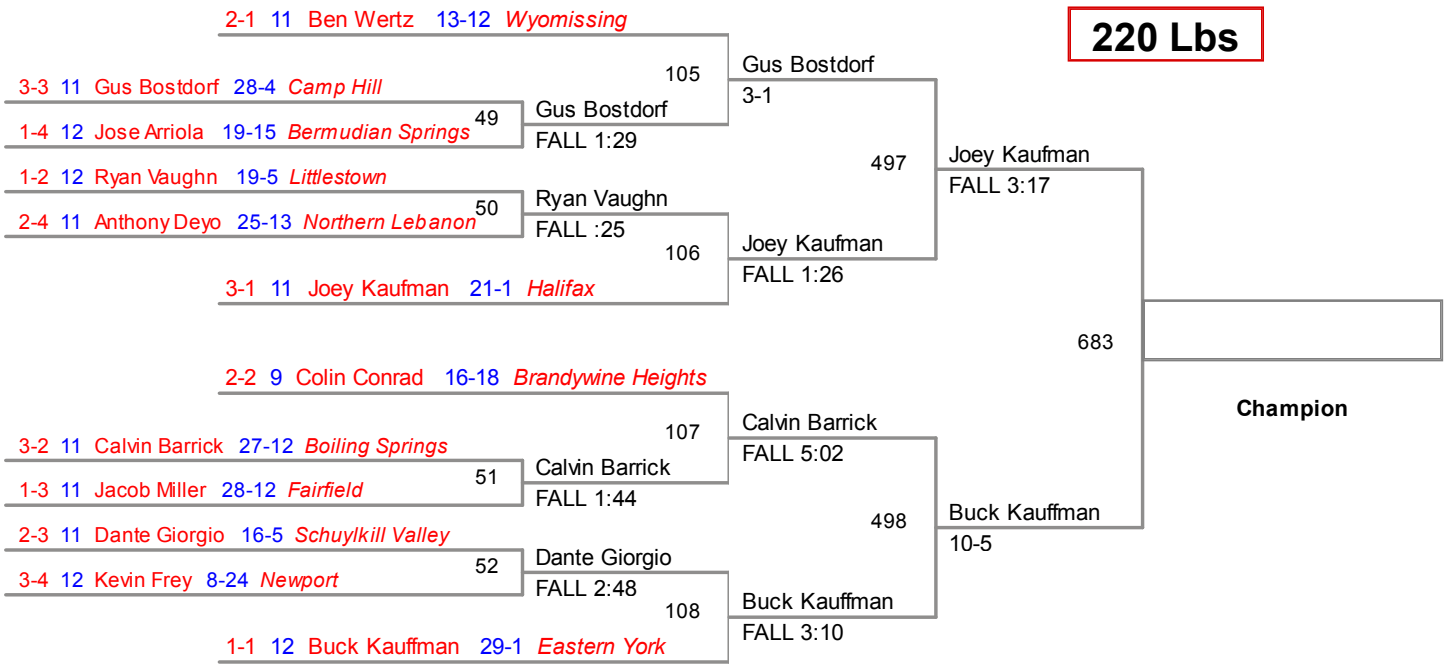 2-1 11 Ben Wertz 13-12 Wyomissing
220 Lbs
105
Gus Bostdorf
3-1
3-3 11 Gus Bostdorf 28-4 Camp Hill
49
Gus Bostdorf
FALL 1:29
1-4 12 Jose Arriola 19-15 Bermudian Springs
497
Joey Kaufman
FALL 3:17
1-2 12 Ryan Vaughn 19-5 Littlestown
50
Ryan Vaughn
FALL :25
2-4 11 Anthony Deyo 25-13 Northern Lebanon
106
Joey Kaufman
FALL 1:26
3-1 11 Joey Kaufman 21-1 Halifax
683
2-2 9 Colin Conrad 16-18 Brandywine Heights
Champion
107
Calvin Barrick
FALL 5:02
3-2 11 Calvin Barrick 27-12 Boiling Springs
51
Calvin Barrick
FALL 1:44
1-3 11 Jacob Miller 28-12 Fairfield
498
Buck Kauffman
10-5
2-3 11 Dante Giorgio 16-5 Schuylkill Valley
52
Dante Giorgio
FALL 2:48
3-4 12 Kevin Frey 8-24 Newport
108
Buck Kauffman
FALL 3:10
1-1 12 Buck Kauffman 29-1 Eastern York